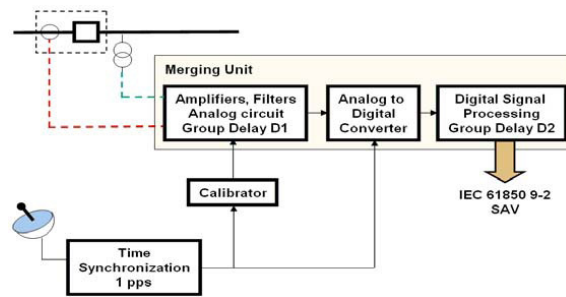 Merging Unit
Amplifiers, Filters
Analog circuit
Group Delay D1
Analog to
Digital
Converter
Digital Signal
Processing
Group Delay D2
IEC 61850 9-2
SAV
Calibrator
Time
Synchronization
1 pps